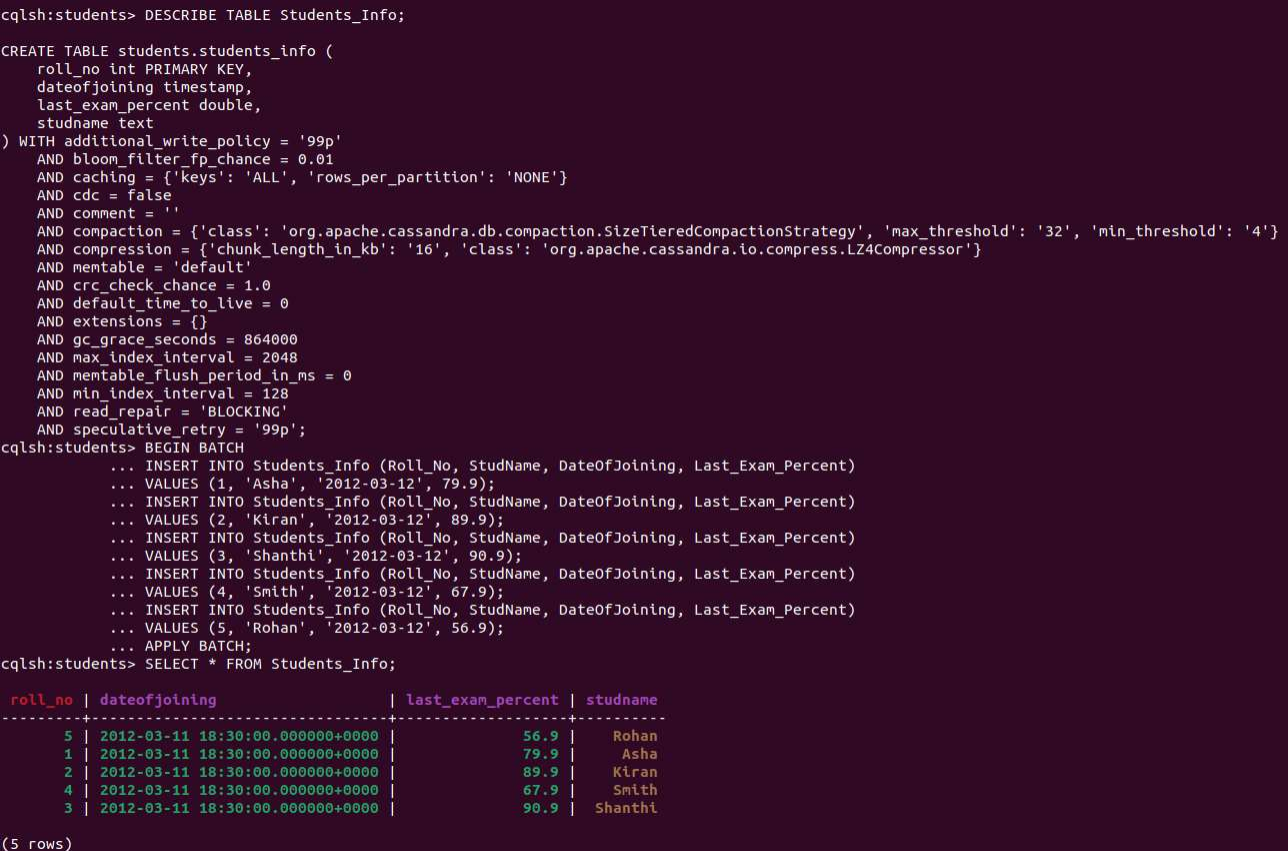 cqlsh:students> DESCRIBE TABLE Students_Info;

CREATE TABLE students.students_info (
    roll_no int PRIMARY KEY,
    dateofjoining timestamp,
    last_exam_percent double,
    studname text
) WITH additional_write_policy = '99p'
    AND bloom_filter_fp_chance = 0.01
    AND caching = {'keys': 'ALL', 'rows_per_partition': 'NONE'}
    AND cdc = false
    AND comment = ''
    AND compaction = {'class': 'org.apache.cassandra.db.compaction.SizeTieredCompactionStrategy', 'max_threshold': '32', 'min_threshold': '4'}
    AND compression = {'chunk_length_in_kb': '16', 'class': 'org.apache.cassandra.io.compress.LZ4Compressor'}
    AND memtable = 'default'
    AND crc_check_chance = 1.0
    AND default_time_to_live = 0
    AND extensions = {}
    AND gc_grace_seconds = 864000
    AND max_index_interval = 2048
    AND memtable_flush_period_in_ms = 0
    AND min_index_interval = 128
    AND read_repair = 'BLOCKING'
    AND speculative_retry = '99p';
cqlsh:students> BEGIN BATCH
            ... INSERT INTO Students_Info (Roll_No, StudName, DateOfJoining, Last_Exam_Percent)
            ... VALUES (1, 'Asha', '2012-03-12', 79.9);
            ... INSERT INTO Students_Info (Roll_No, StudName, DateOfJoining, Last_Exam_Percent)
            ... VALUES (2, 'Kiran', '2012-03-12', 89.9);
            ... INSERT INTO Students_Info (Roll_No, StudName, DateOfJoining, Last_Exam_Percent)
            ... VALUES (3, 'Shanthi', '2012-03-12', 90.9);
            ... INSERT INTO Students_Info (Roll_No, StudName, DateOfJoining, Last_Exam_Percent)
            ... VALUES (4, 'Smith', '2012-03-12', 67.9);
            ... INSERT INTO Students_Info (Roll_No, StudName, DateOfJoining, Last_Exam_Percent)
            ... VALUES (5, 'Rohan', '2012-03-12', 56.9);
            ... APPLY BATCH;
cqlsh:students> SELECT * FROM Students_Info;

 roll_no | dateofjoining                   | last_exam_percent | studname
---------+---------------------------------+-------------------+----------
       5 | 2012-03-11 18:30:00.000000+0000 |              56.9 |    Rohan
       1 | 2012-03-11 18:30:00.000000+0000 |              79.9 |     Asha
       2 | 2012-03-11 18:30:00.000000+0000 |              89.9 |    Kiran
       4 | 2012-03-11 18:30:00.000000+0000 |              67.9 |    Smith
       3 | 2012-03-11 18:30:00.000000+0000 |              90.9 |  Shanthi

(5 rows)